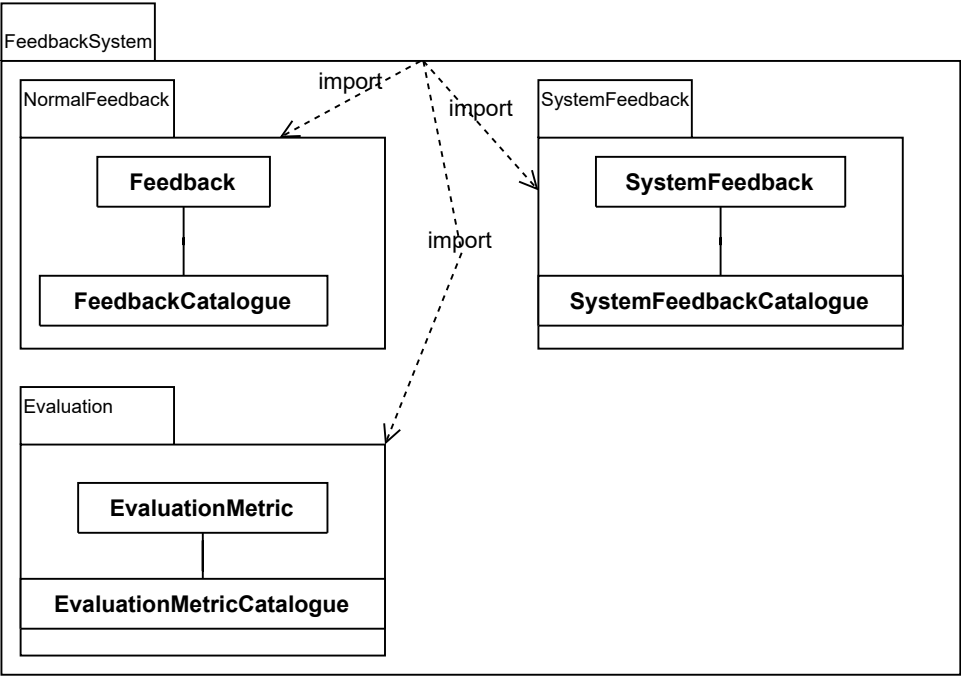 FeedbackSystem
import
NormalFeedback
import
SystemFeedback
Feedback
SystemFeedback
import
FeedbackCatalogue
SystemFeedbackCatalogue
Evaluation
EvaluationMetric
EvaluationMetricCatalogue